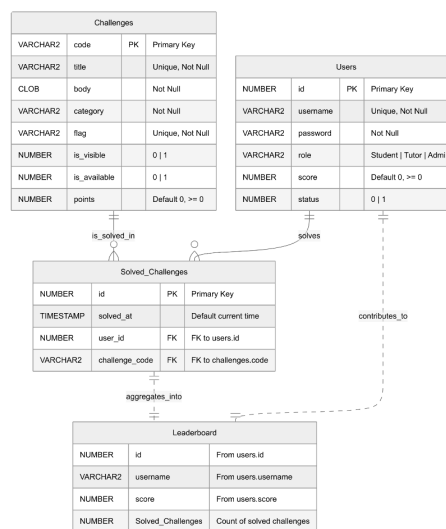 Challenges
VARCHAR2 code PK Primary Key
VARCHAR2 title Unique, Not Null
CLOB body Not Null
VARCHAR2 category Not Null
VARCHAR2 flag Unique, Not Null
NUMBER is_visible 0 | 1
NUMBER is_available 0 | 1
NUMBER points Default 0, >= 0
Users
NUMBER id PK Primary Key
VARCHAR2 username Unique, Not Null
VARCHAR2 password Not Null
VARCHAR2 role Student | Tutor | Admi
NUMBER score Default 0, >= 0
NUMBER status 0 | 1
is_solved_in
solves
Solved_Challenges
NUMBER id PK Primary Key
TIMESTAMP solved_at Default current time
NUMBER user_id FK FK to users.id
VARCHAR2 challenge_code FK FK to challenges.code
contributes_to
aggregates_into
Leaderboard
NUMBER id From users.id
VARCHAR2 username From users.username
NUMBER score From users.score
NUMBER Solved_Challenges Count of solved challenges